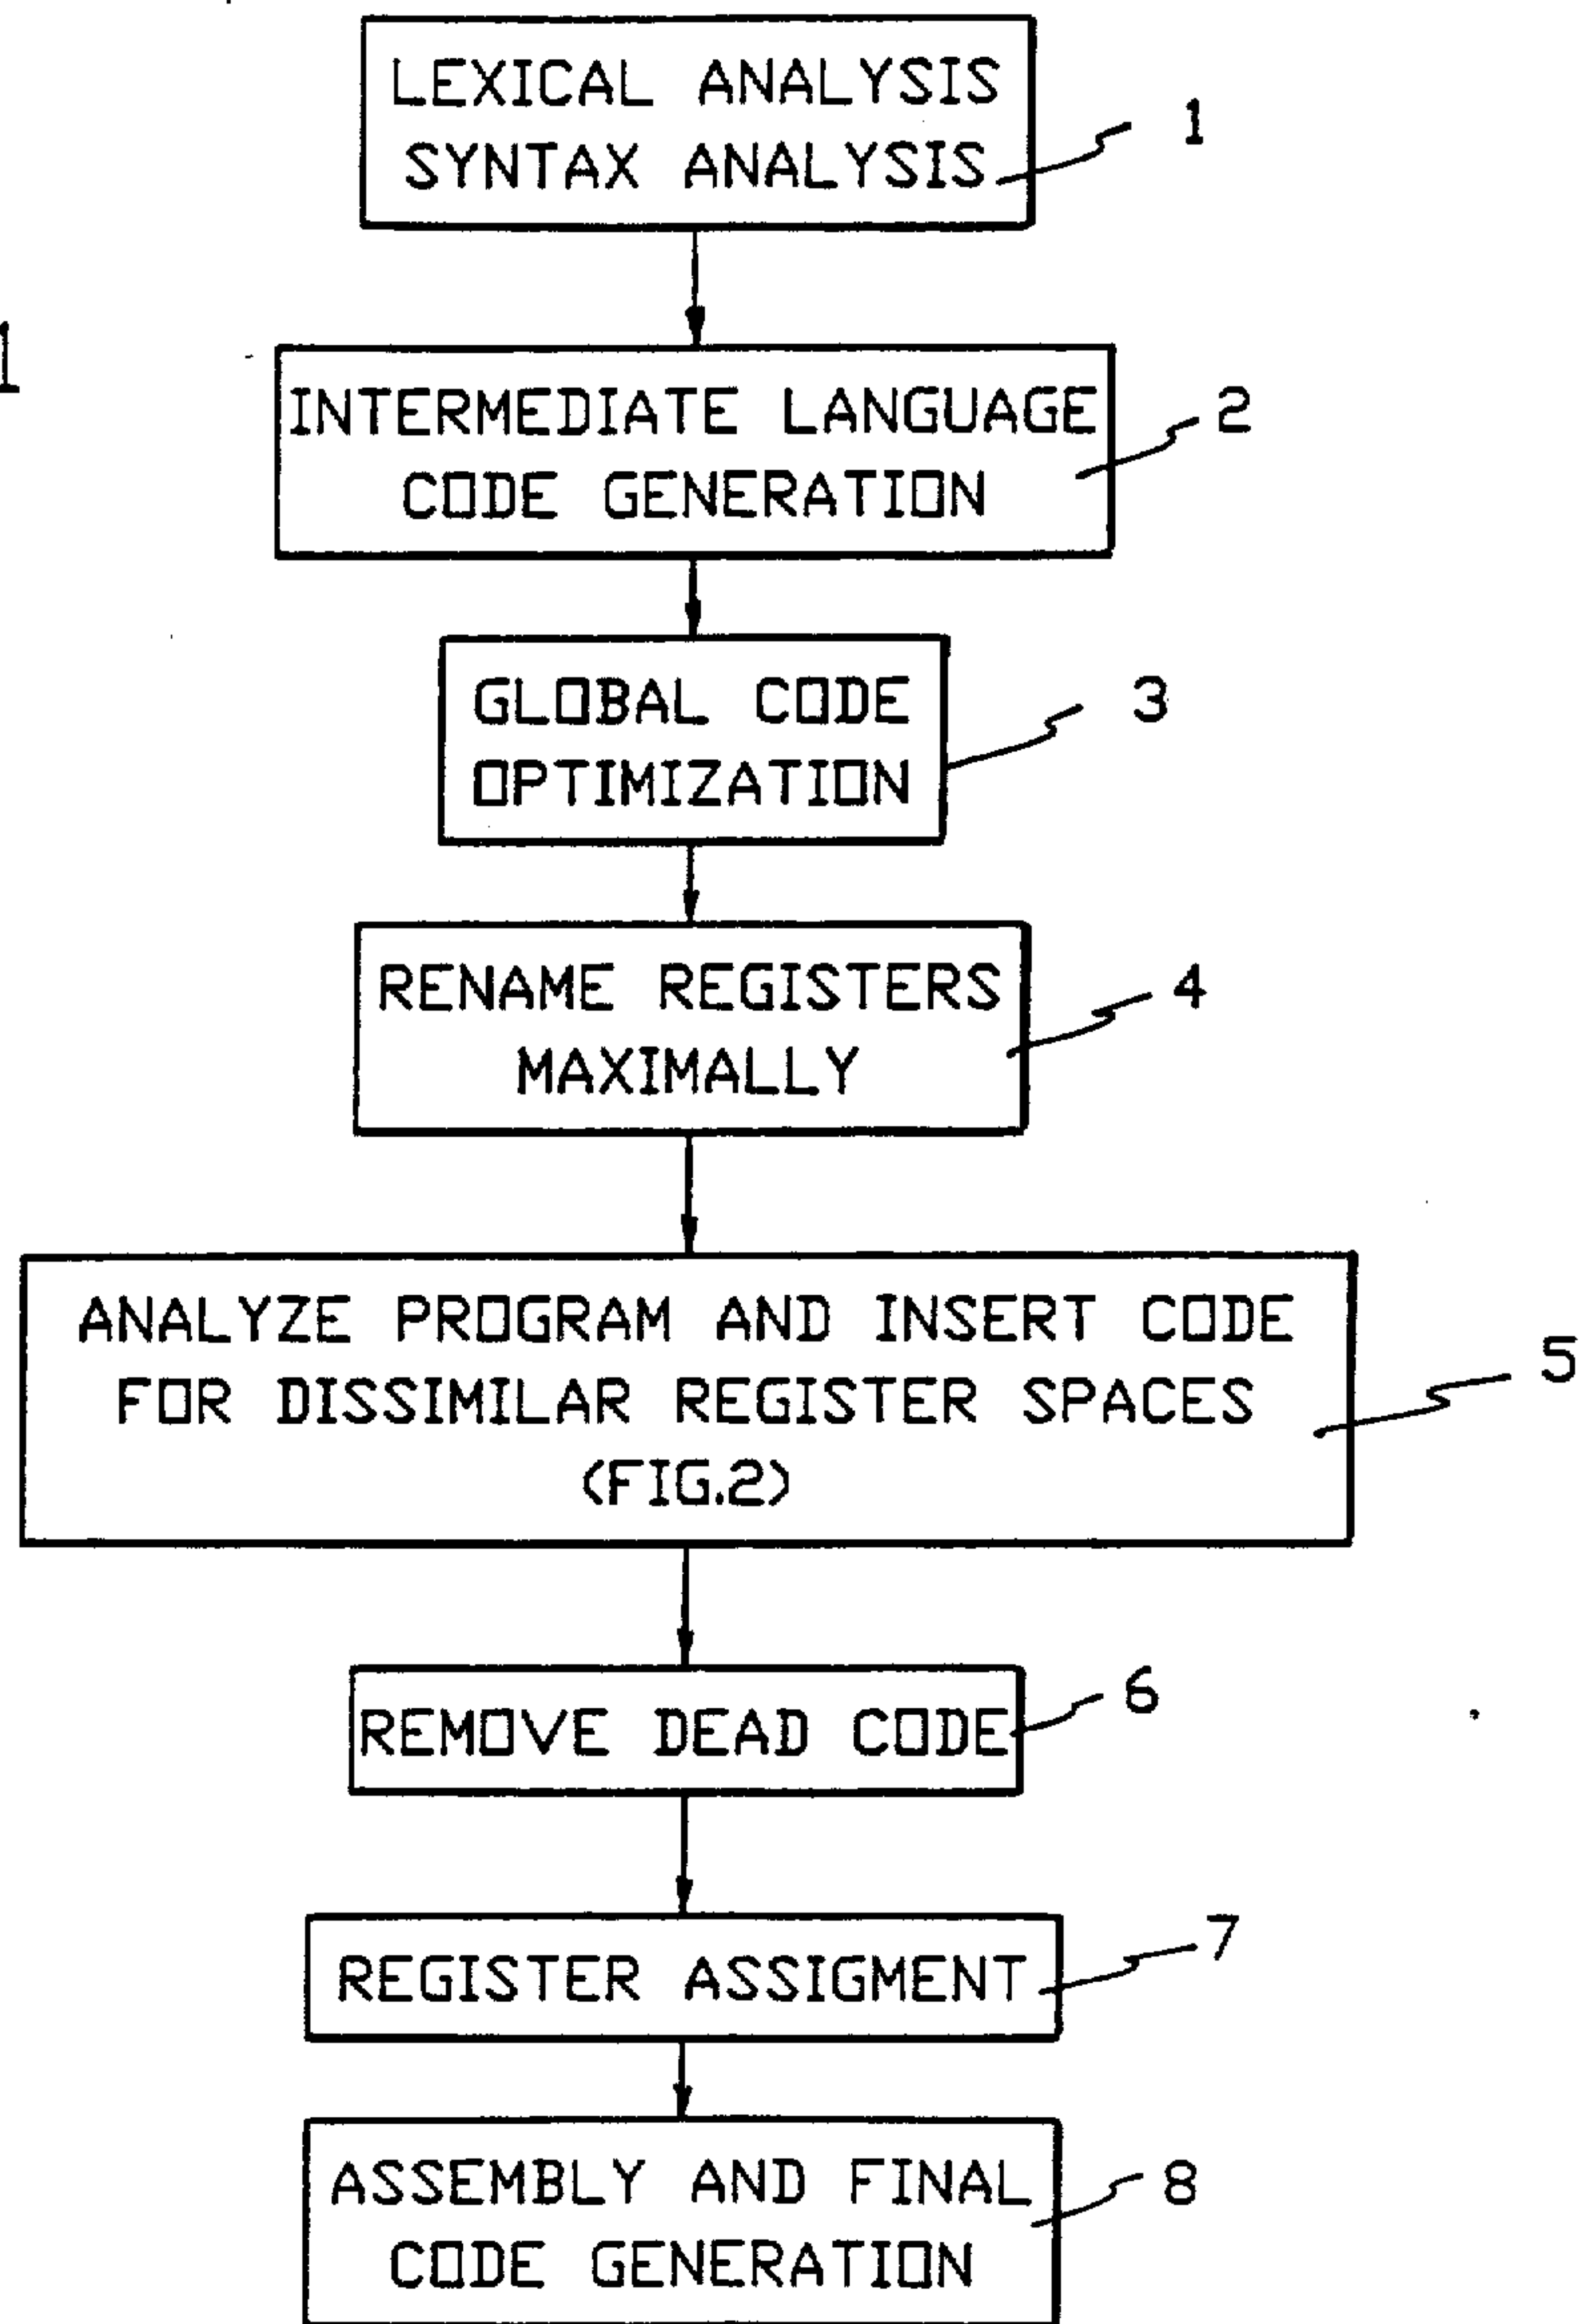 LEXICAL ANALYSIS
SYNTAX ANALYSIS
1
1
INTERMEDIATE LANGUAGE
CODE GENERATION
2
GLOBAL CODE
OPTIMIZATION
3
RENAME REGISTERS
MAXIMALLY
4
ANALYZE PROGRAM AND INSERT CODE
FOR DISSIMILAR REGISTER SPACES
(FIG.2)
5
REMOVE DEAD CODE
6
REGISTER ASSIGMENT
7
ASSEMBLY AND FINAL
CODE GENERATION
8